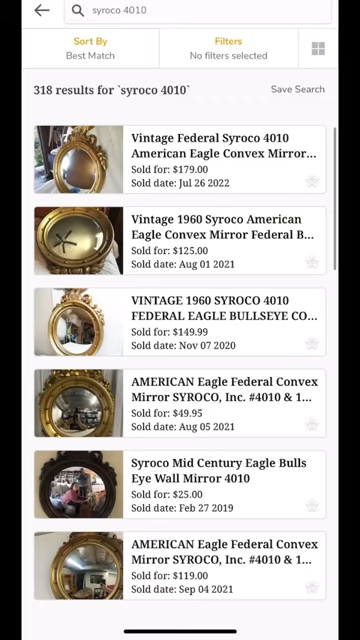 syroco 4010
Sort By
Best Match
Filters
No filters selected
318 results for `syroco 4010`
Save Search
Vintage Federal Syroco 4010
American Eagle Convex Mirror...
Sold for: $179.00
Sold date: Jul 26 2022
Vintage 1960 Syroco American
Eagle Convex Mirror Federal B...
Sold for: $125.00
Sold date: Aug 01 2021
VINTAGE 1960 SYROCO 4010
FEDERAL EAGLE BULLSEYE CO...
Sold for: $149.99
Sold date: Nov 07 2020
AMERICAN Eagle Federal Convex
Mirror SYROCO, Inc. #4010 & 1...
Sold for: $49.95
Sold date: Aug 05 2021
Syroco Mid Century Eagle Bulls
Eye Wall Mirror 4010
Sold for: $25.00
Sold date: Feb 27 2019
AMERICAN Eagle Federal Convex
Mirror SYROCO, Inc. #4010 & 1...
Sold for: $119.00
Sold date: Sep 04 2021